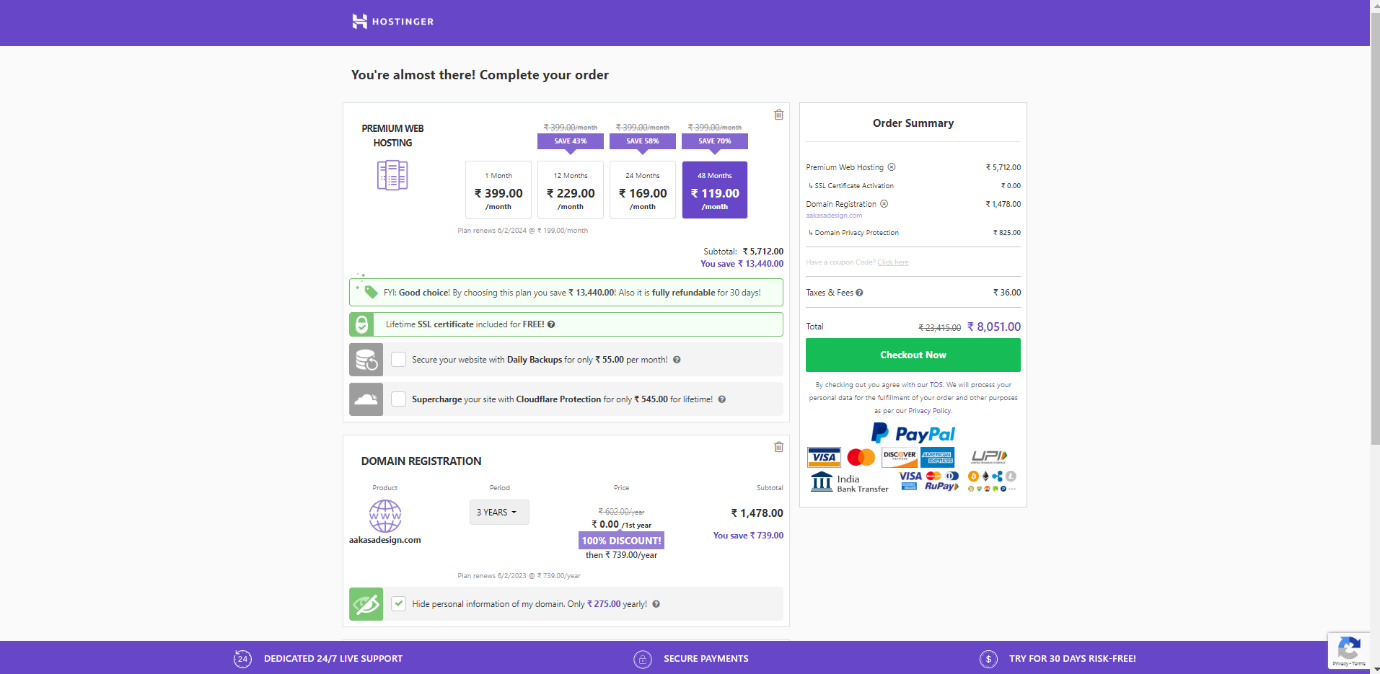 HOSTINGER
You're almost there! Complete your order
PREMIUM WEB
HOSTING
₹ 399.00/month ₹ 399.00/month ₹ 399.00/month
SAVE 43% SAVE 58% SAVE 70%
1 Month 12 Months 24 Months 48 Months
₹ 399.00 ₹ 229.00 ₹ 169.00 ₹ 119.00
/month /month /month /month
Plan renews 6/2/2024 @ ₹ 199.00/month
Subtotal: ₹ 5,712.00
You save ₹ 13,440.00
FYI: Good choice! By choosing this plan you save ₹ 13,440.00! Also it is fully refundable for 30 days!
Lifetime SSL certificate included for FREE!
Secure your website with Daily Backups for only ₹ 55.00 per month!
Supercharge your site with Cloudflare Protection for only ₹ 545.00 for lifetime!
DOMAIN REGISTRATION
Product Period Price Subtotal
WWW
aakasadesign.com
3 YEARS
₹ 602.00/year
₹ 0.00 /1st year
100% DISCOUNT!
then ₹ 739.00/year
₹ 1,478.00
You save ₹ 739.00
Plan renews 6/2/2023 @ ₹ 739.00/year
Hide personal information of my domain. Only ₹ 275.00 yearly!
Order Summary
Premium Web Hosting ₹ 5,712.00
↳ SSL Certificate Activation ₹ 0.00
Domain Registration ₹ 1,478.00
aakasadesign.com
↳ Domain Privacy Protection ₹ 825.00
Have a coupon Code? Click here
Taxes & Fees ₹ 36.00
Total ₹ 23,415.00 ₹ 8,051.00
Checkout Now
By checking out you agree with our TOS. We will process your
personal data for the fulfillment of your order and other purposes
as per our Privacy Policy.
PayPal
VISA DISCOVER AMERICAN EXPRESS UPI
India
Bank Transfer
VISA
RuPay
24 DEDICATED 24/7 LIVE SUPPORT SECURE PAYMENTS $ TRY FOR 30 DAYS RISK-FREE!
Privacy - Terms